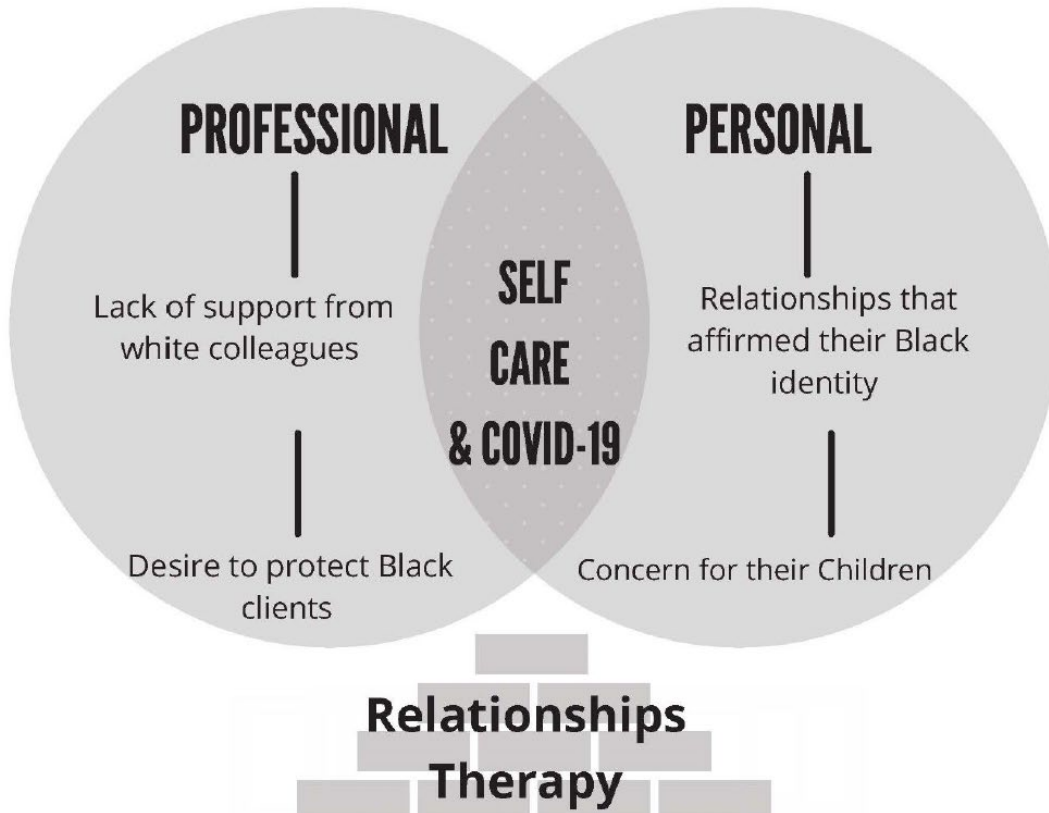 PROFESSIONAL
Lack of support from
white colleagues
Desire to protect Black
clients
SELF
CARE
& COVID-19
PERSONAL
Relationships that
affirmed their Black
identity
Concern for their Children
Relationships
Therapy